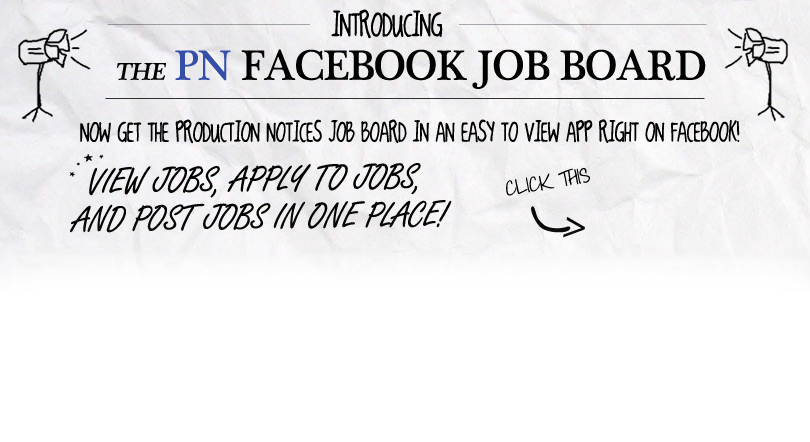 INTRODUCING
THE PN FACEBOOK JOB BOARD
NOW GET THE PRODUCTION NOTICES JOB BOARD IN AN EASY TO VIEW APP RIGHT ON FACEBOOK!
VIEW JOBS, APPLY TO JOBS,
AND POST JOBS IN ONE PLACE!
CLICK THIS